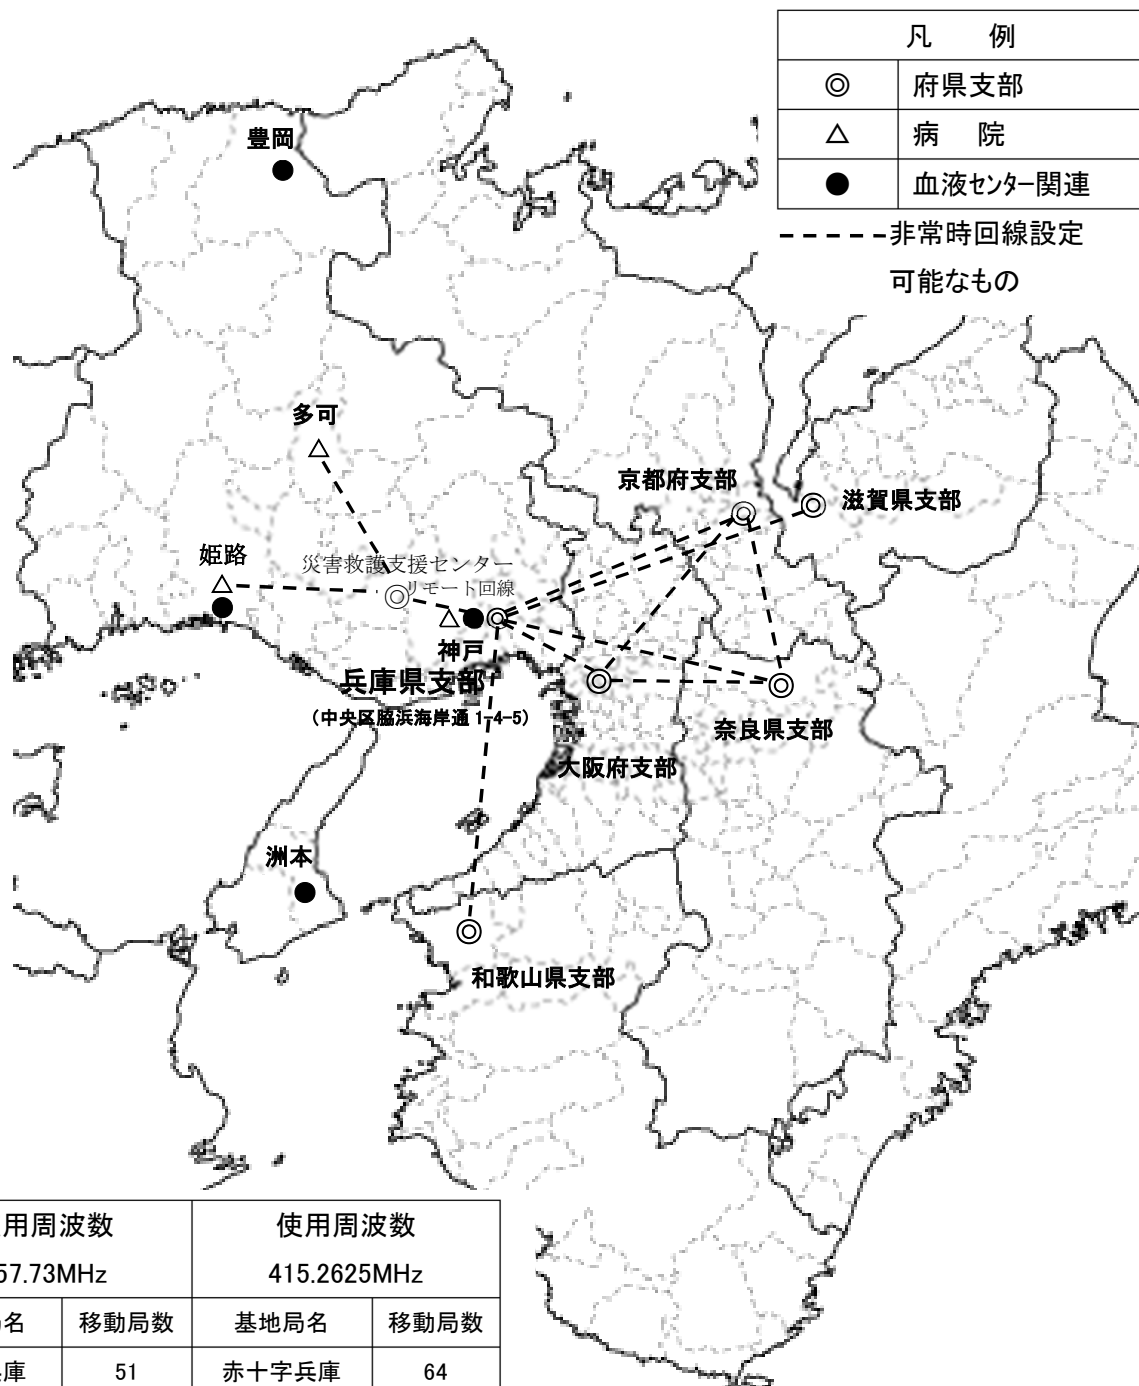 凡　例
◎ 府県支部
△ 病　院
● 血液センター関連
-----非常時回線設定
可能なもの
豊岡
多可
京都府支部
滋賀県支部
姫路
災害救護支援センター
リモート回線
神戸
兵庫県支部
（中央区脇浜海岸通 1-4-5）
奈良県支部
大阪府支部
洲本
和歌山県支部
用周波数 使用周波数
57.73MHz 415.2625MHz
名 移動局数 基地局名 移動局数
庫 51 赤十字兵庫 64